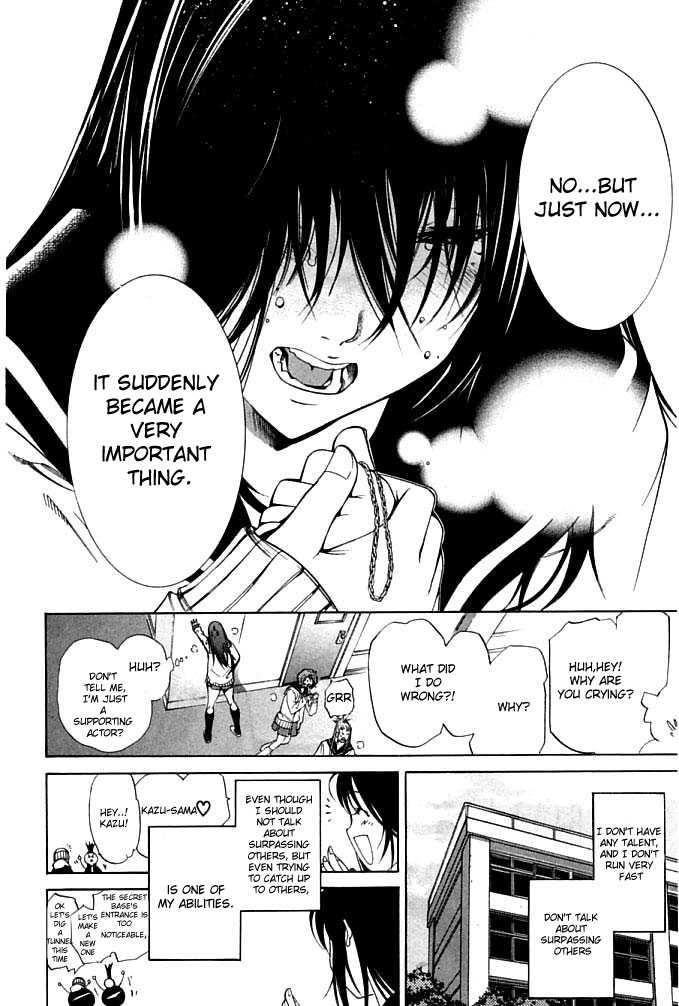 NO...BUT
JUST NOW...
IT SUDDENLY
BECAME A
VERY
IMPORTANT
THING.
HUH,HEY!
WHY ARE
YOU CRYING?
WHY?
WHAT DID
I DO
WRONG?!
GRR
HUH?
DON'T
TELL ME,
I'M JUST
A
SUPPORTING
ACTOR?
I DON'T HAVE
ANY TALENT,
AND I DON'T
RUN VERY
FAST
DON'T TALK
ABOUT
SURPASSING
OTHERS
EVEN THOUGH
I SHOULD
NOT TALK
ABOUT
SURPASSING
OTHERS, BUT
EVEN TRYING
TO CATCH UP
TO OTHERS,
IS ONE OF
MY ABILITIES.
KAZU-SAMA♡
HEY..!
KAZU!
THE SECRET
BASE'S
ENTRANCE IS
TOO
NOTICEABLE,
LET'S
MAKE A
NEW
ONE
OK
LET'S
DIG
A
TUNNEL
THIS
TIME